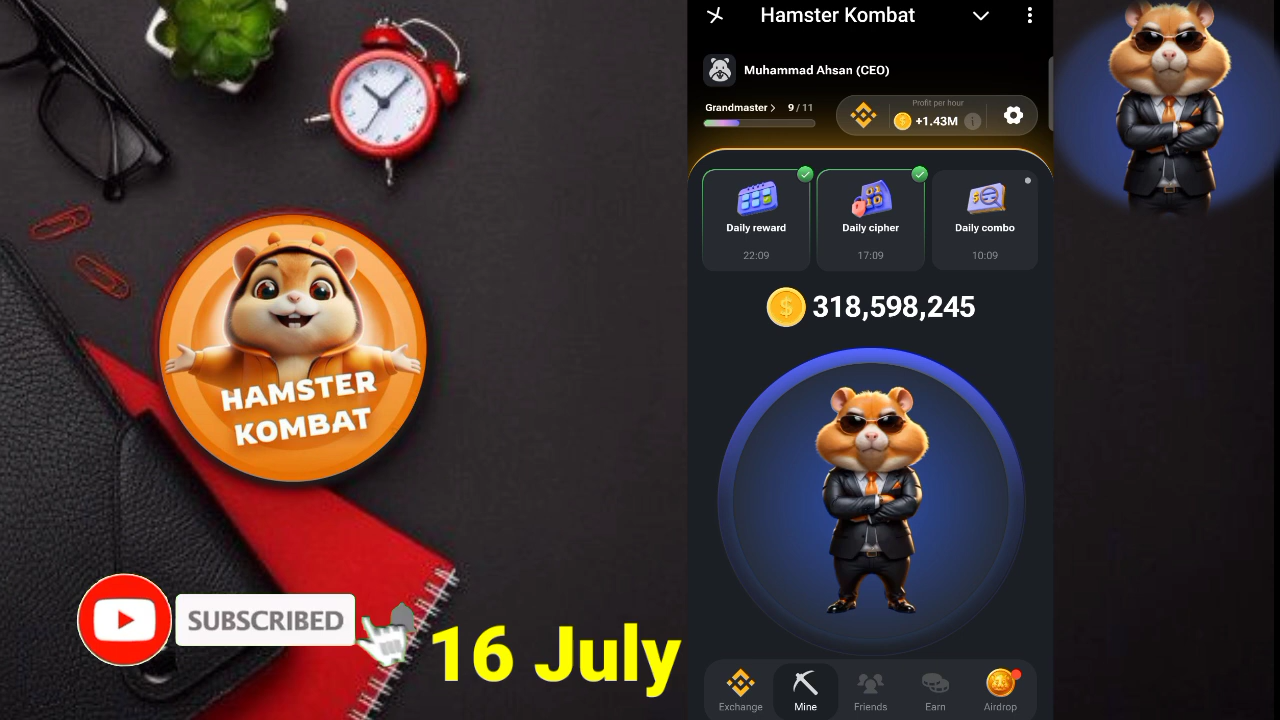 Hamster Kombat
Muhammad Ahsan (CEO)
Grandmaster > 9 / 11
Profit per hour
+1.43M
Daily reward
22:09
Daily cipher
17:09
Daily combo
10:09
318,598,245
Exchange
Mine
Friends
Earn
Airdrop
HAMSTER
KOMBAT
SUBSCRIBED
16 July